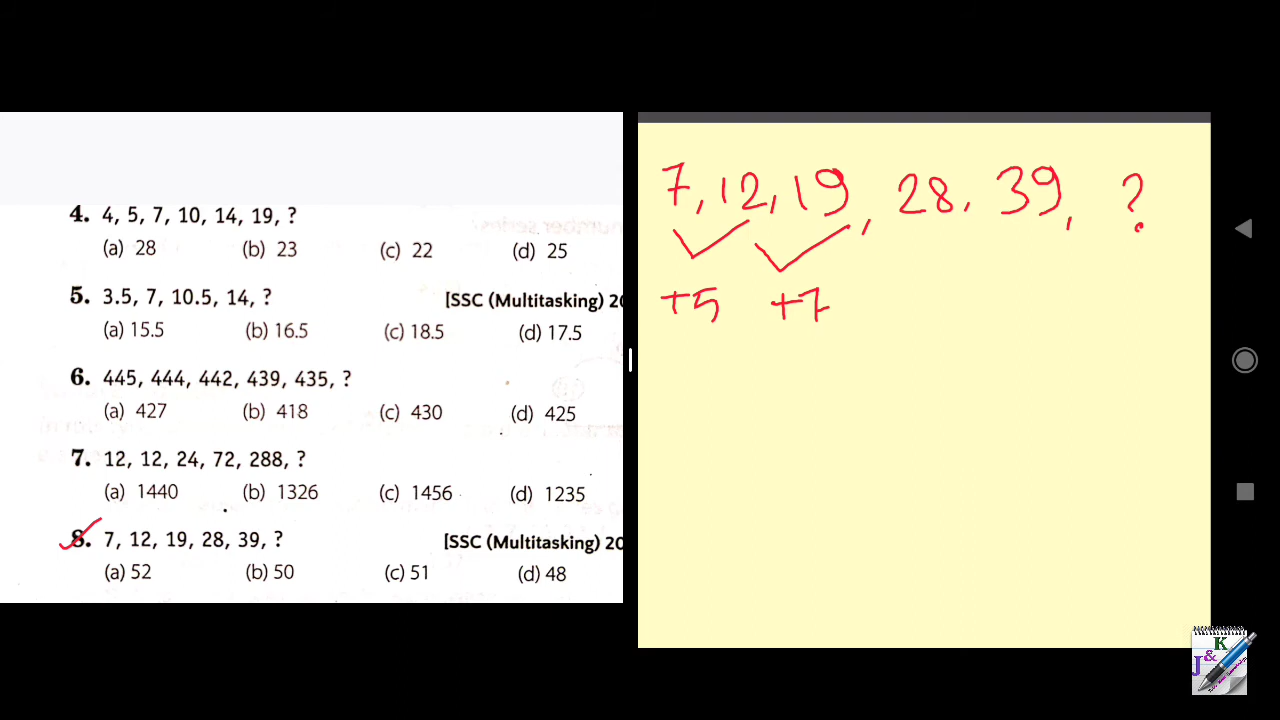 4. 4, 5, 7, 10, 14, 19, ?
(a) 28 (b) 23 (c) 22 (d) 25
5. 3.5, 7, 10.5, 14, ? [SSC (Multitasking) 20
(a) 15.5 (b) 16.5 (c) 18.5 (d) 17.5
6. 445, 444, 442, 439, 435, ?
(a) 427 (b) 418 (c) 430 (d) 425
7. 12, 12, 24, 72, 288, ?
(a) 1440 (b) 1326 (c) 1456 (d) 1235
8. 7, 12, 19, 28, 39, ? [SSC (Multitasking) 20
(a) 52 (b) 50 (c) 51 (d) 48
7, 12, 19, 28, 39, ?
+5 +7
J&K